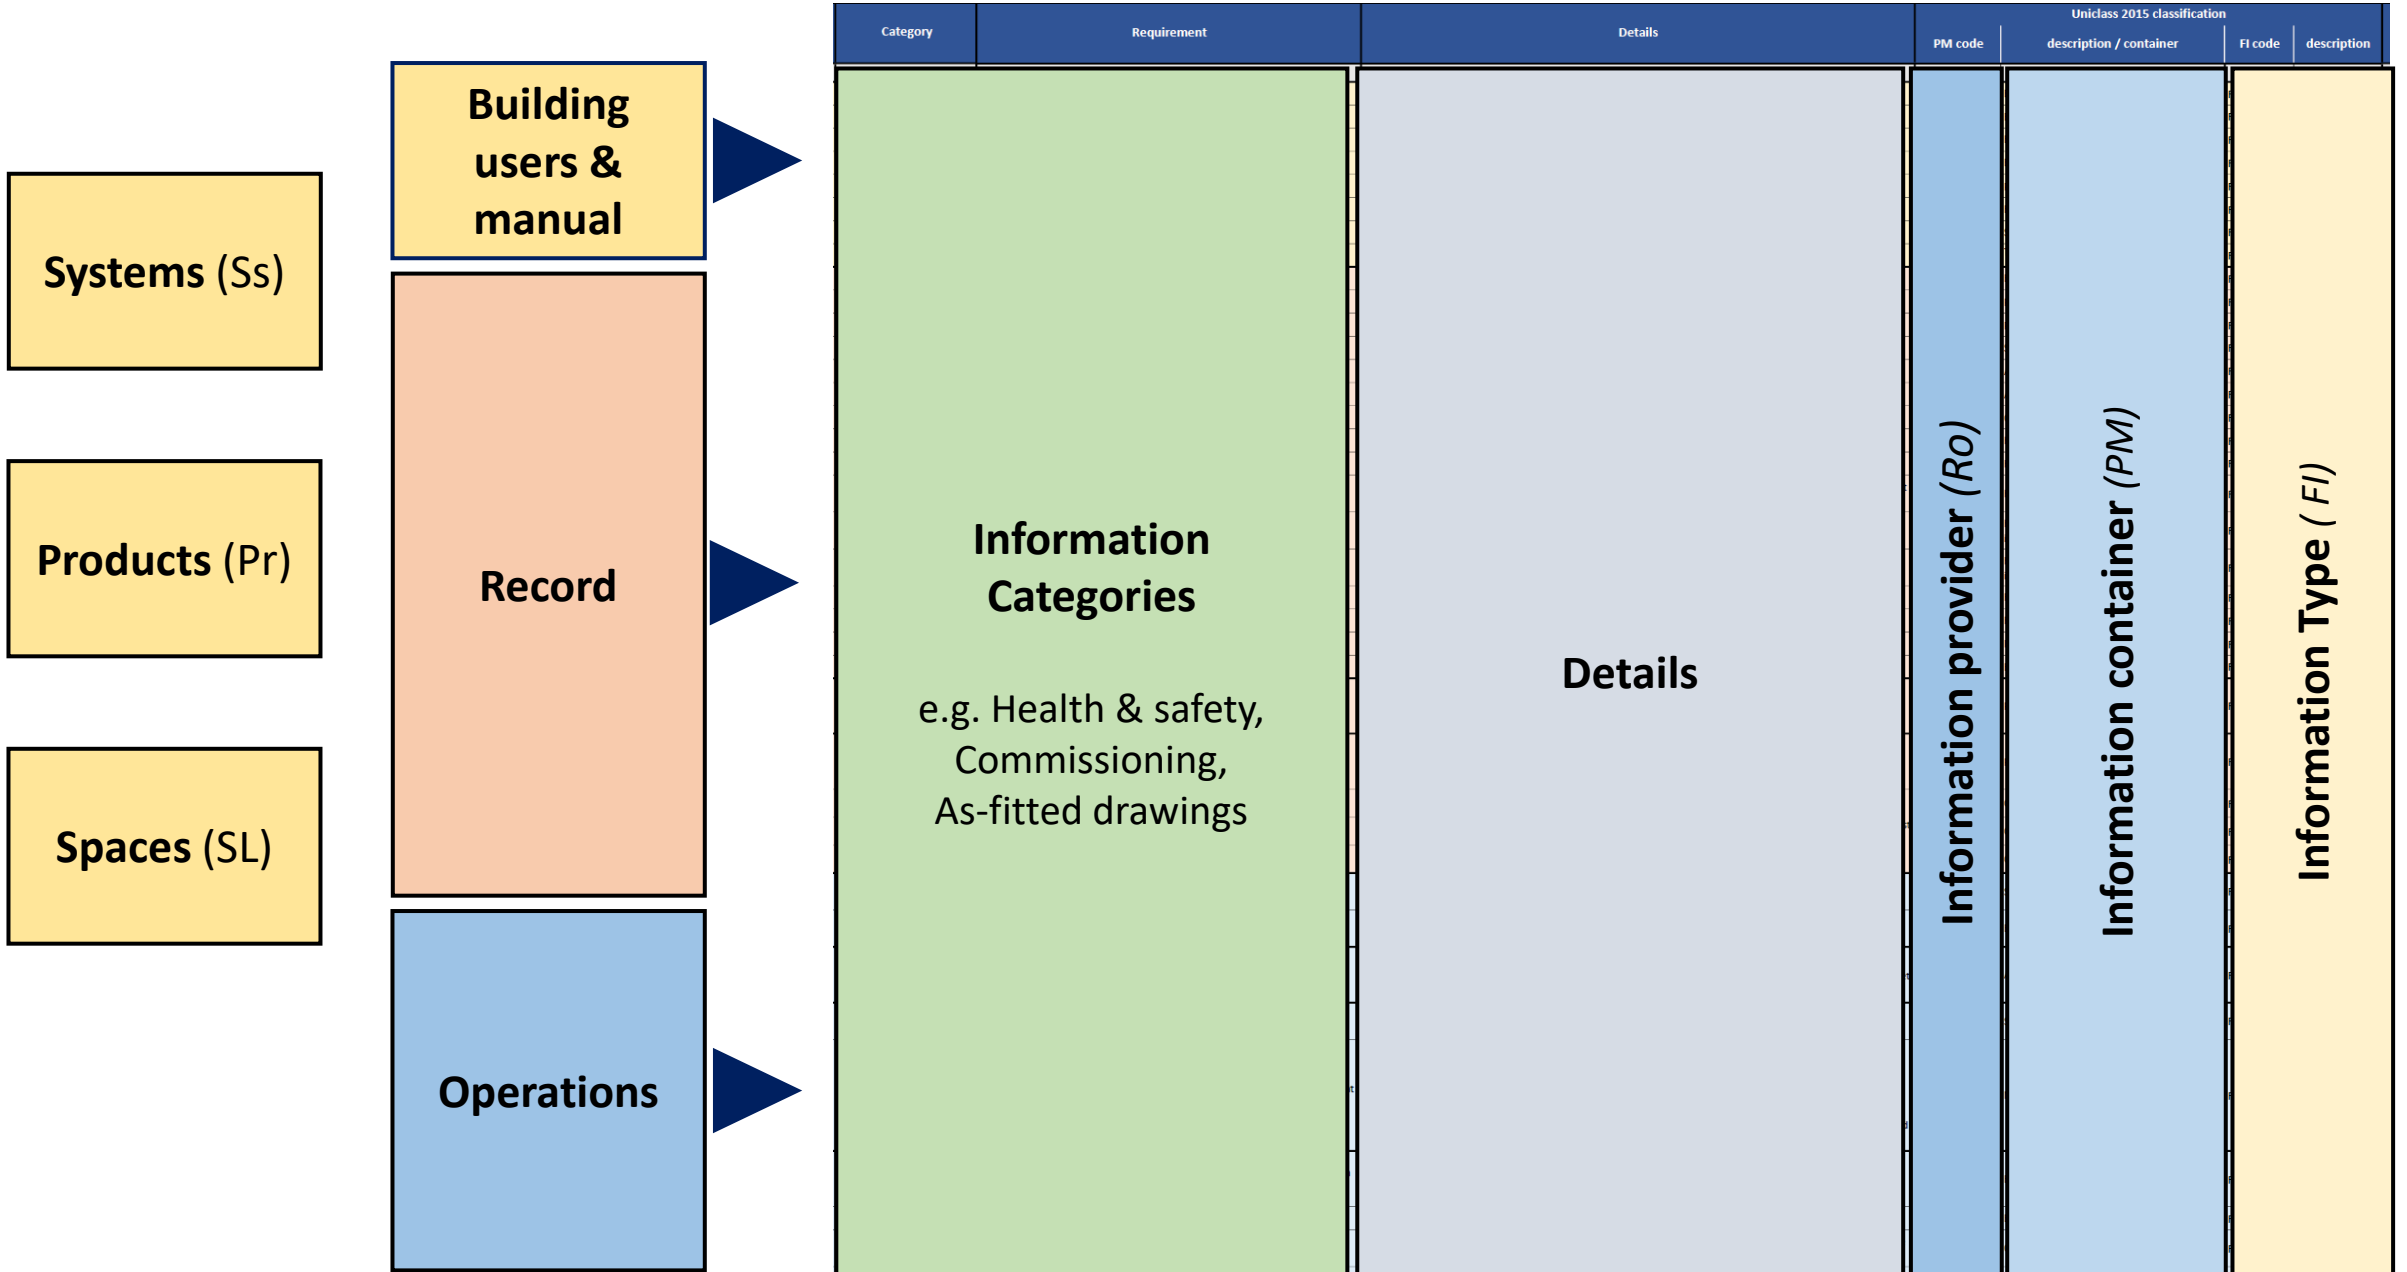 Category
Requirement
Details
Uniclass 2015 classification
PM code
description / container
FI code
description
Systems (Ss)
Products (Pr)
Spaces (SL)
Building
users &
manual
Record
Operations
Information
Categories
e.g. Health & safety,
Commissioning,
As-fitted drawings
Details
Information provider (Ro)
Information container (PM)
Information Type ( FI)